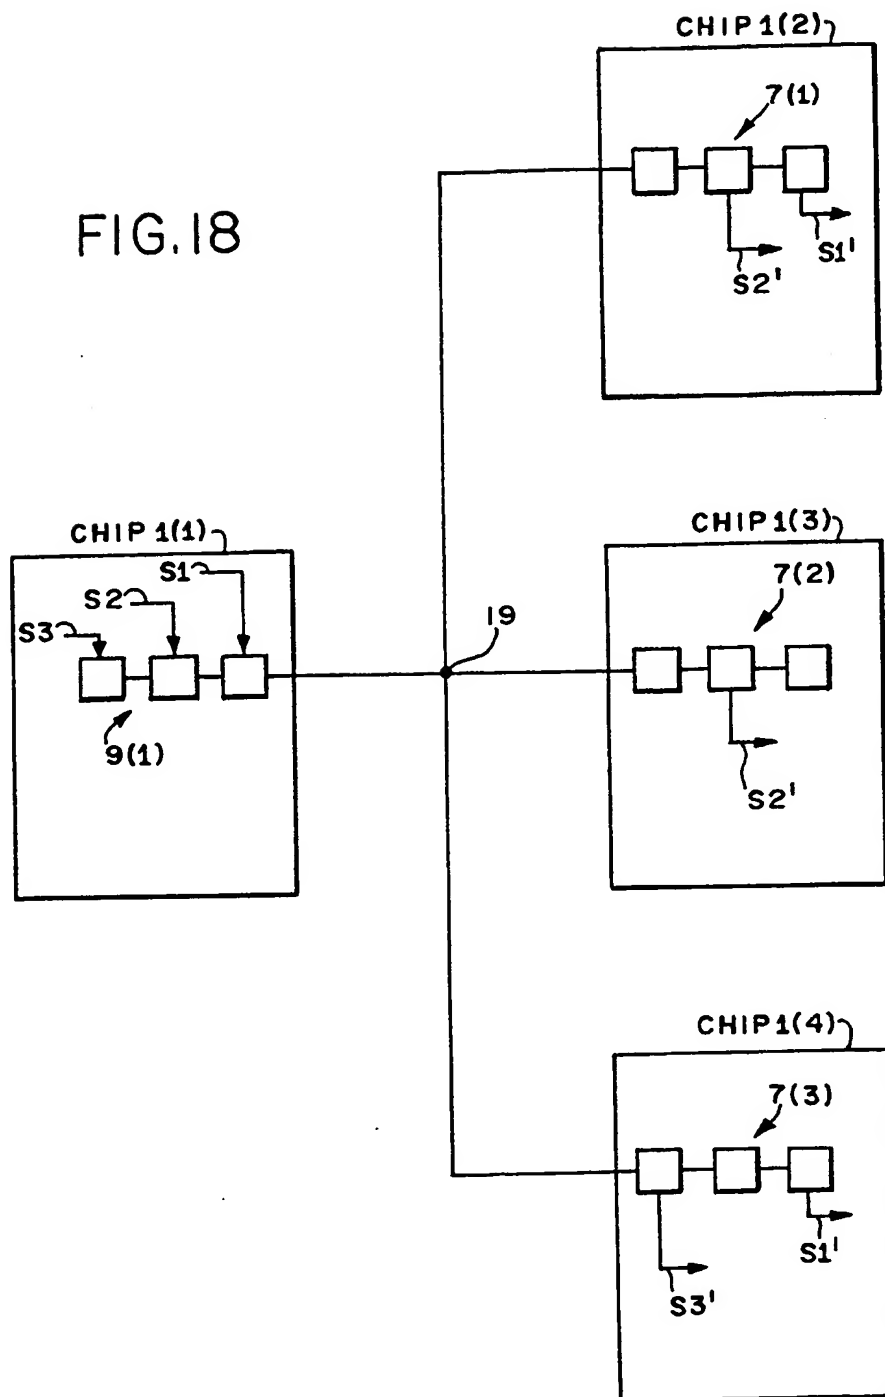 CHIP 1(2)
7(1)
FIG.18
S1'
S2'
CHIP 1(1)
CHIP 1(3)
S1
7(2)
S2
19
S3
9(1)
S2'
CHIP 1(4)
7(3)
S1'
S3'